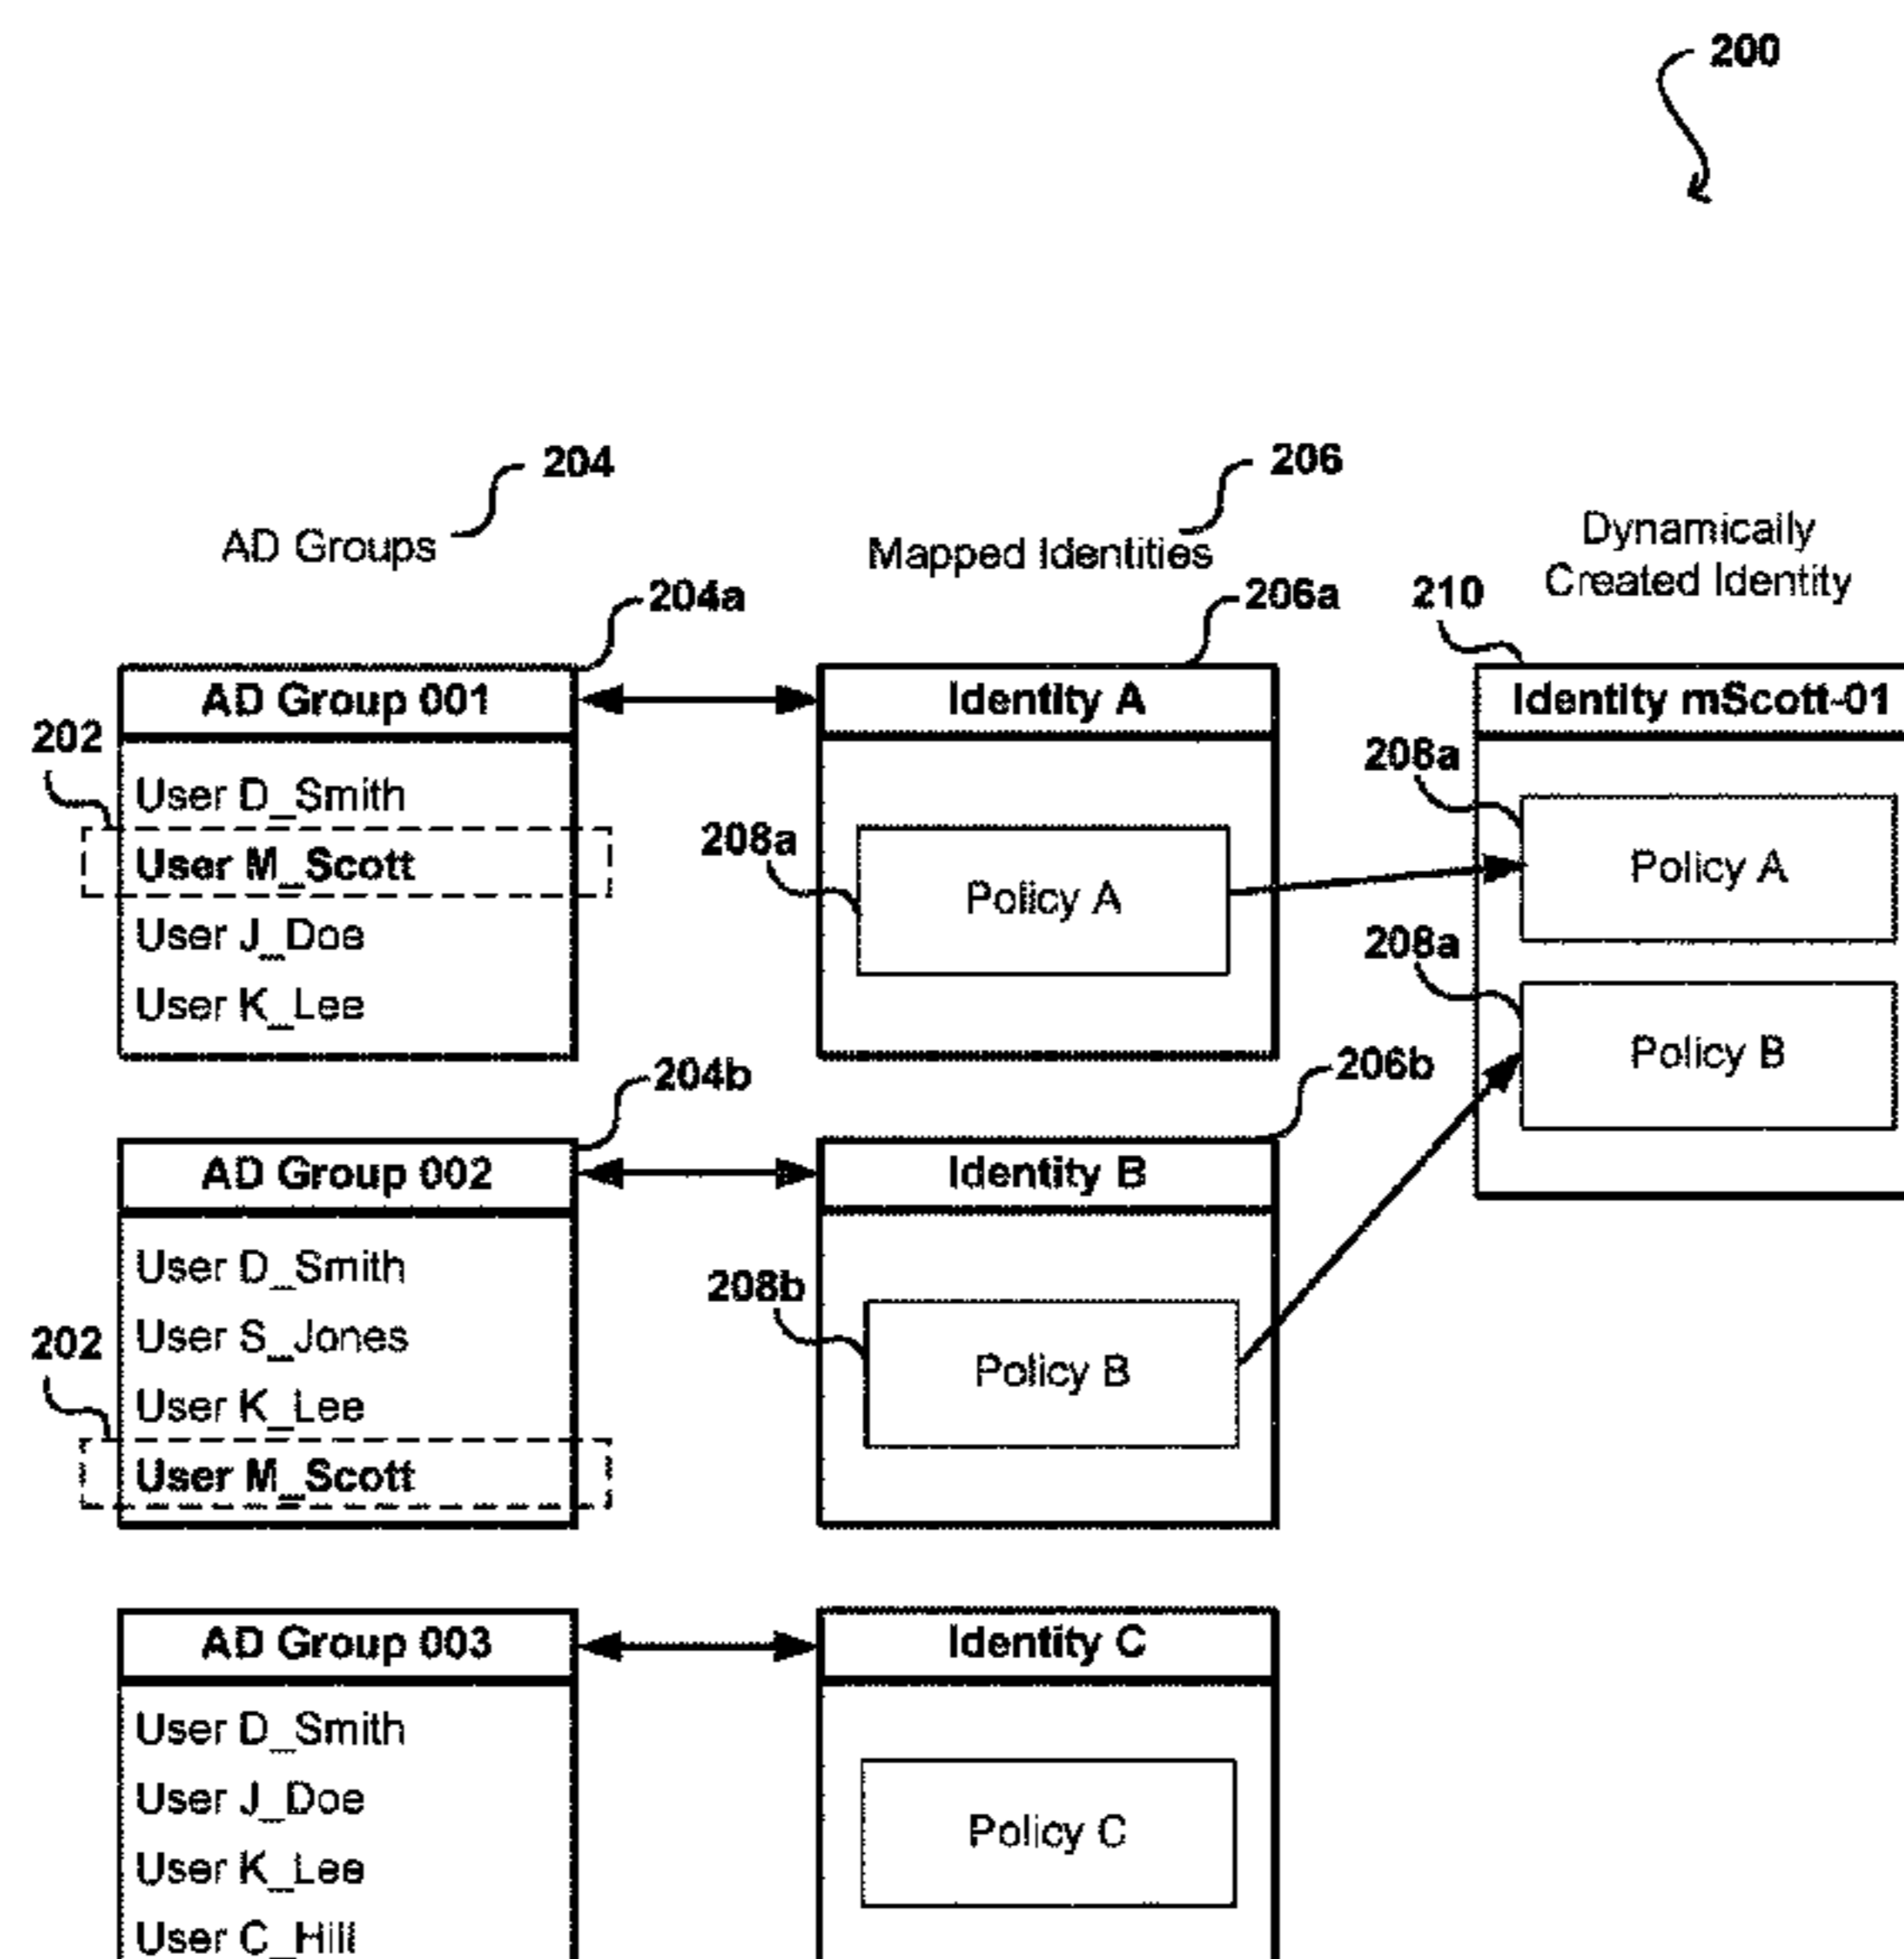 200
204
AD Groups
206
Mapped Identities
Dynamically
Created Identity
204a
206a
210
AD Group 001
Identity A
Identity mScott-01
202
User D_Smith
User M_Scott
User J_Doe
User K_Lee
208a
Policy A
208a
Policy A
208a
Policy B
204b
206b
AD Group 002
Identity B
User D_Smith
User S_Jones
202
User K_Lee
User M_Scott
208b
Policy B
AD Group 003
Identity C
User D_Smith
User J_Doe
User K_Lee
User C_Hill
Policy C